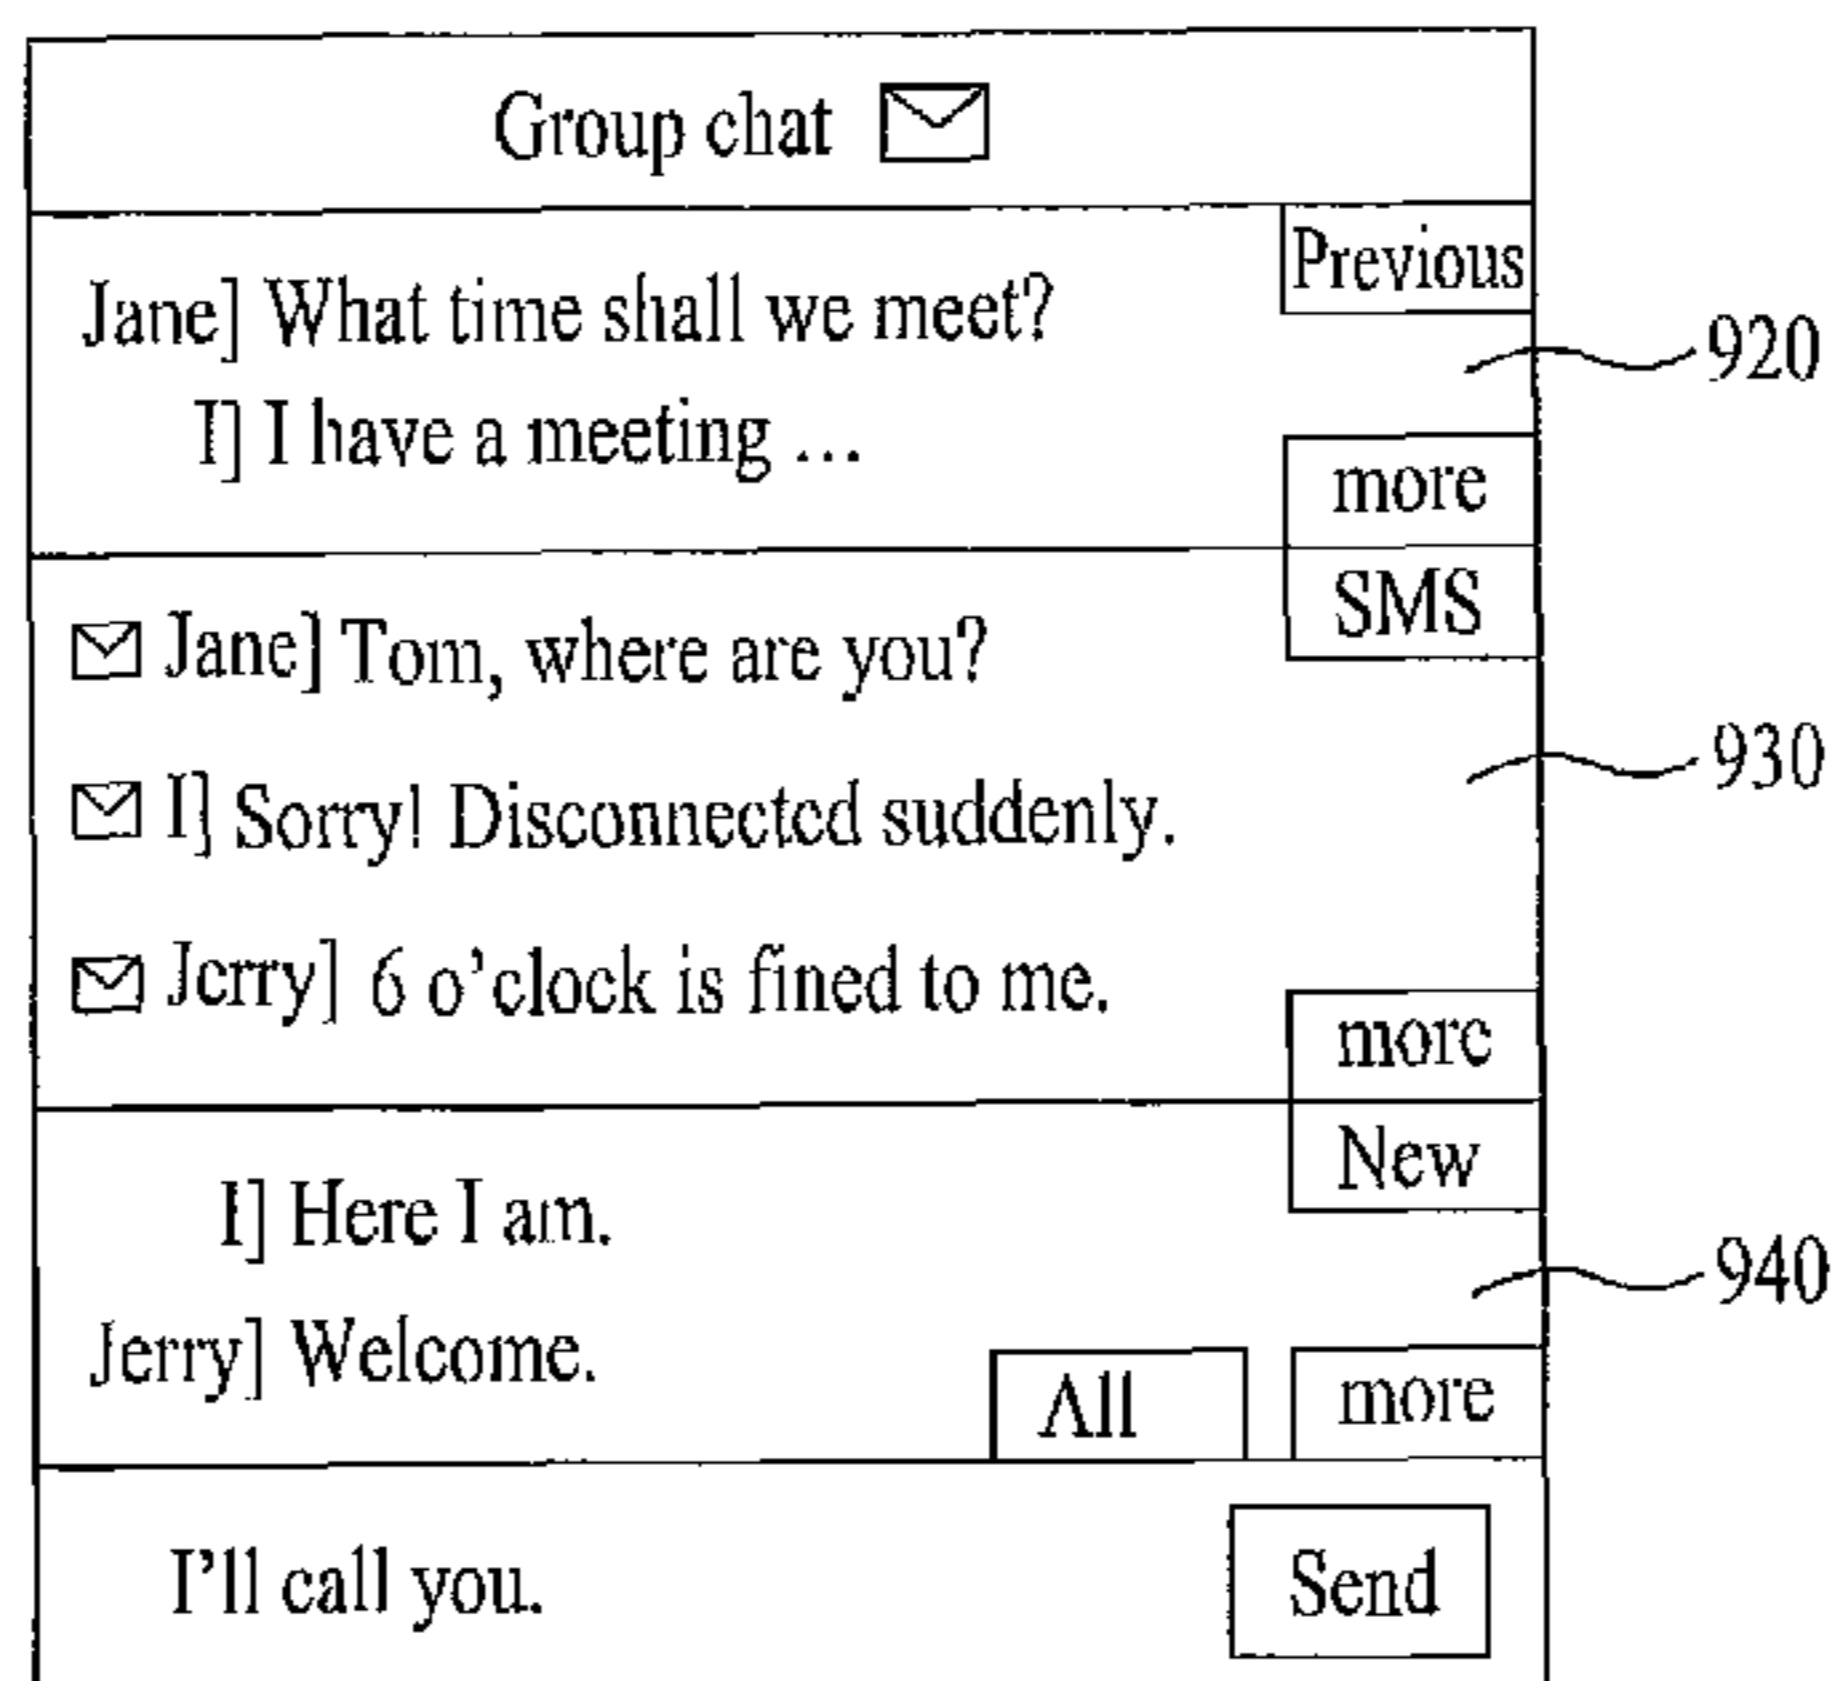 Group chat
Previous
Jane] What time shall we meet?
920
I] I have a meeting ...
more
SMS
Jane] Tom, where are you?
930
I] Sorry! Disconnected suddenly.
Jerry] 6 o'clock is fined to me.
more
New
I] Here I am.
940
Jerry] Welcome.
All
more
I'll call you.
Send